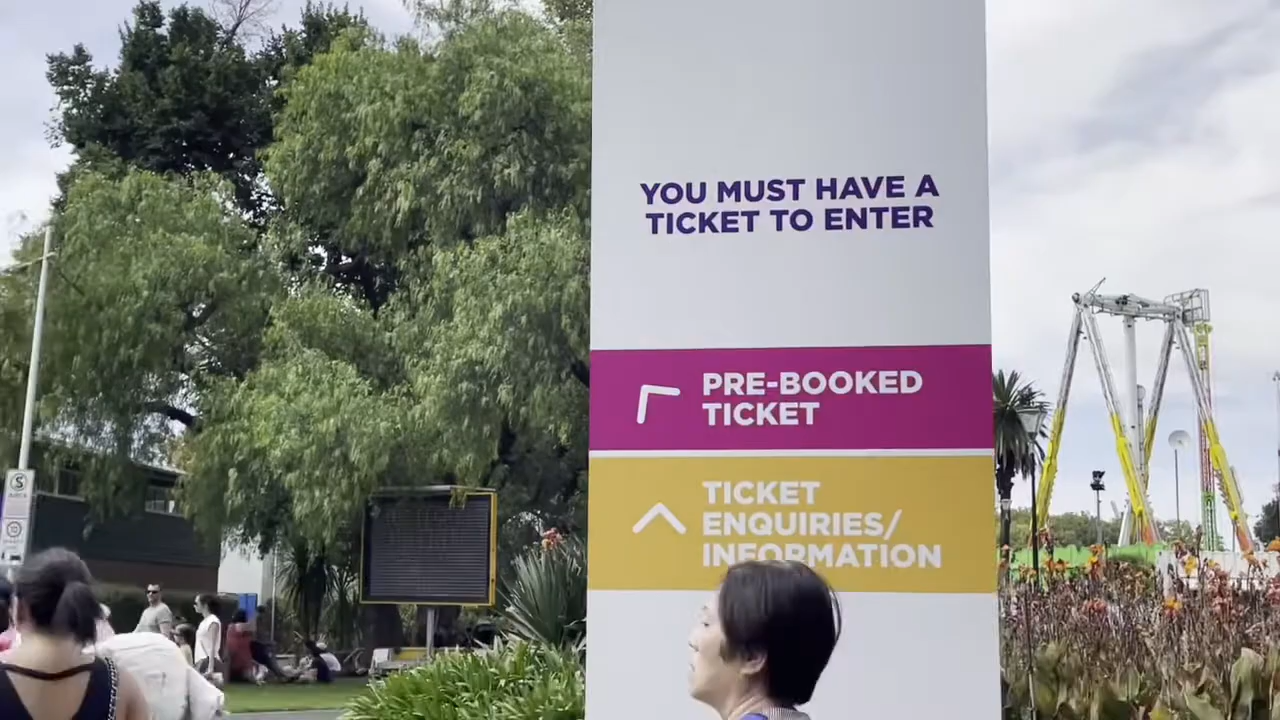 YOU MUST HAVE A
TICKET TO ENTER
PRE-BOOKED
TICKET
TICKET
ENQUIRIES/
INFORMATION